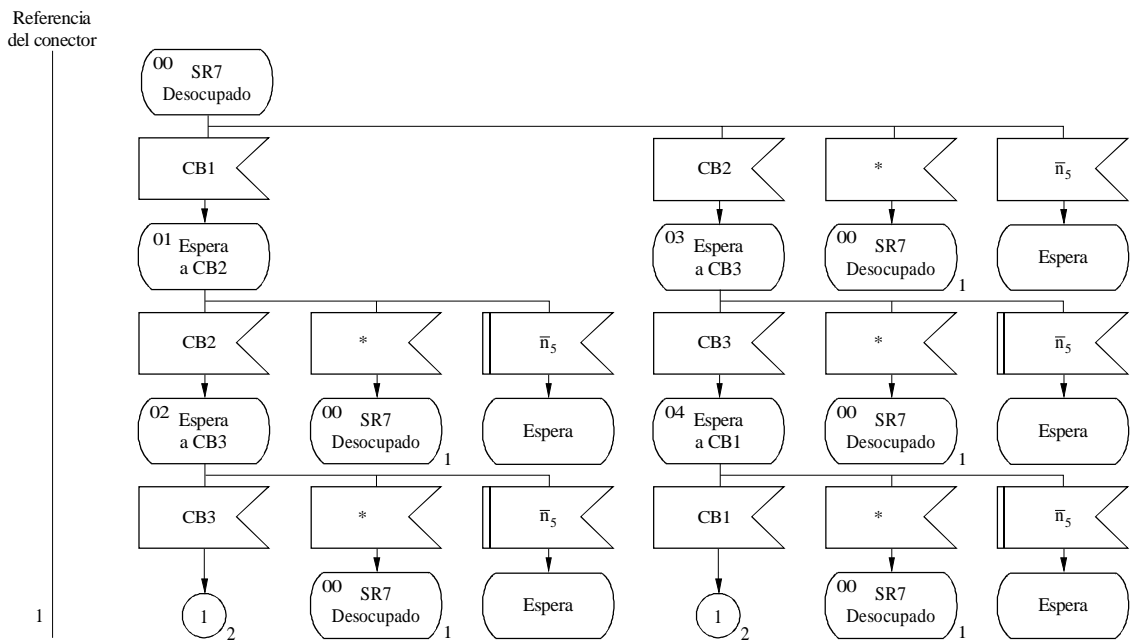 Referencia
del conector
00 SR7
Desocupado
CB1
CB2
*
n̅5
01 Espera
a CB2
03 Espera
a CB3
00 SR7
Desocupado
1
Espera
CB2
*
n̅5
CB3
*
n̅5
02 Espera
a CB3
00 SR7
Desocupado
1
Espera
04 Espera
a CB1
00 SR7
Desocupado
1
Espera
CB3
*
n̅5
CB1
*
n̅5
1
1
2
00 SR7
Desocupado
1
Espera
1
2
00 SR7
Desocupado
1
Espera